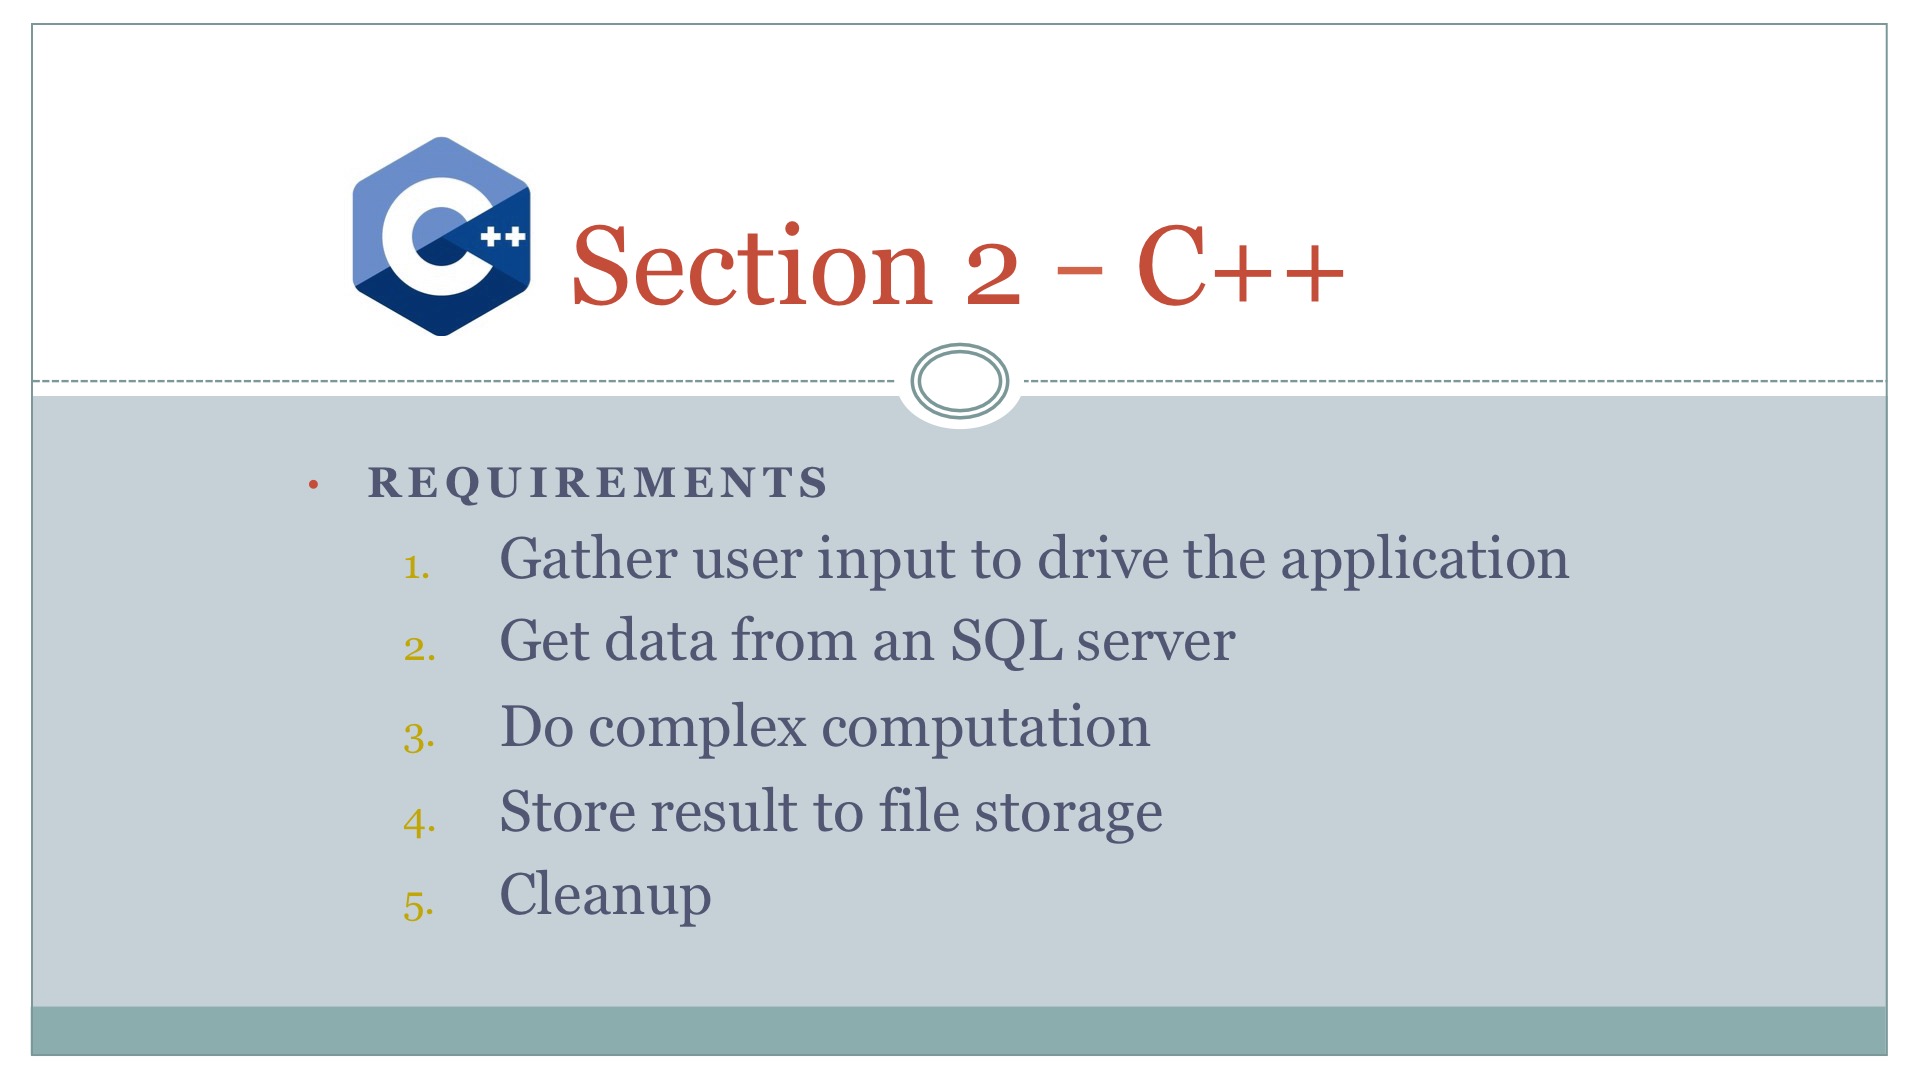 C++
Section 2 – C++
• REQUIREMENTS
1. Gather user input to drive the application
2. Get data from an SQL server
3. Do complex computation
4. Store result to file storage
5. Cleanup